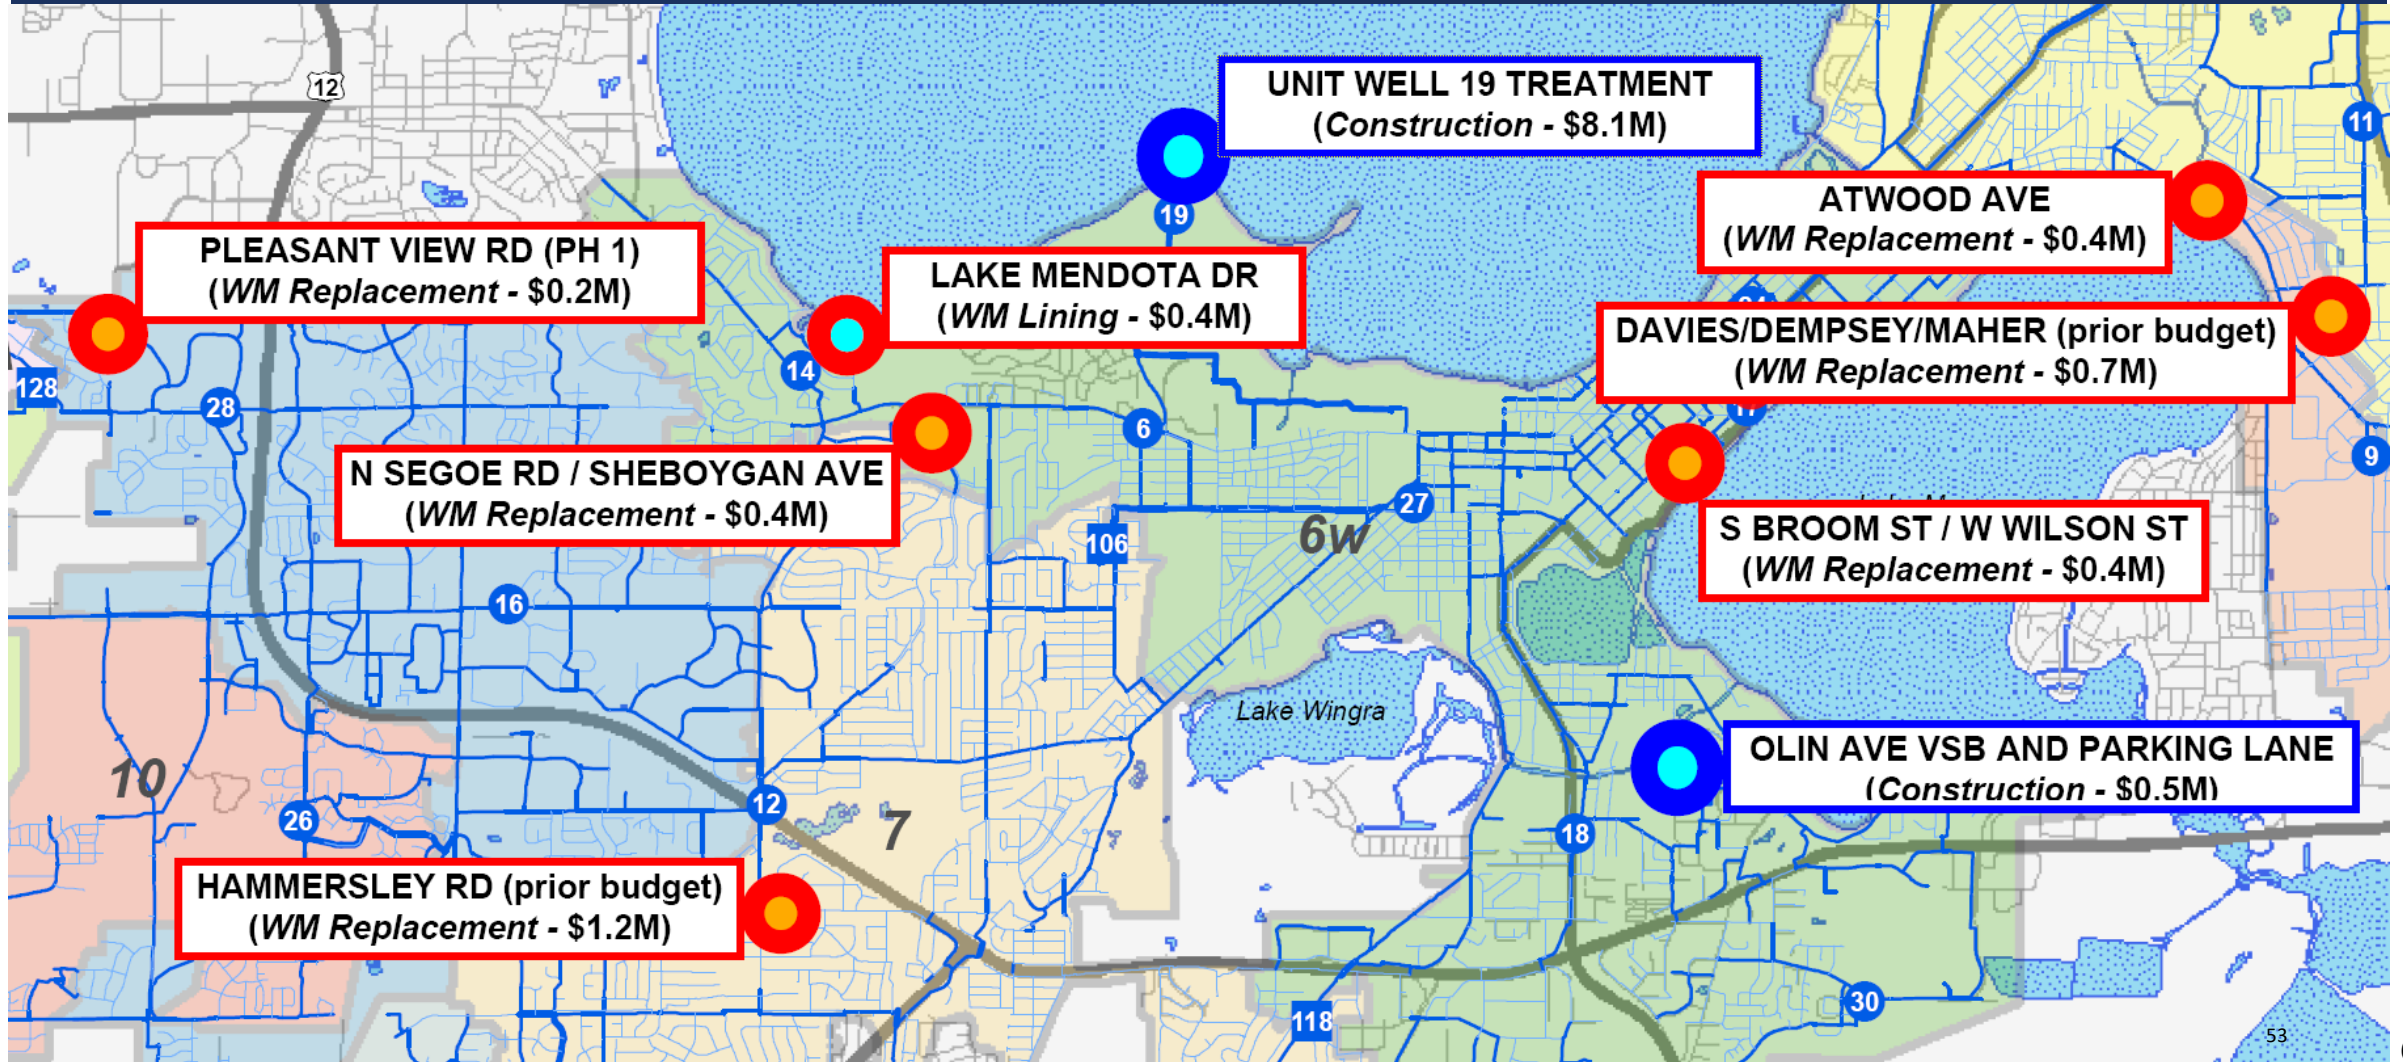 12
UNIT WELL 19 TREATMENT
(Construction - $8.1M)
11
19
ATWOOD AVE
(WM Replacement - $0.4M)
PLEASANT VIEW RD (PH 1)
(WM Replacement - $0.2M)
LAKE MENDOTA DR
(WM Lining - $0.4M)
DAVIES/DEMPSEY/MAHER (prior budget)
(WM Replacement - $0.7M)
14
128
28
6
17
9
N SEGOE RD / SHEBOYGAN AVE
(WM Replacement - $0.4M)
27
6w
106
S BROOM ST / W WILSON ST
(WM Replacement - $0.4M)
16
Lake Wingra
OLIN AVE VSB AND PARKING LANE
(Construction - $0.5M)
10
12
7
26
18
HAMMERSLEY RD (prior budget)
(WM Replacement - $1.2M)
30
118
53